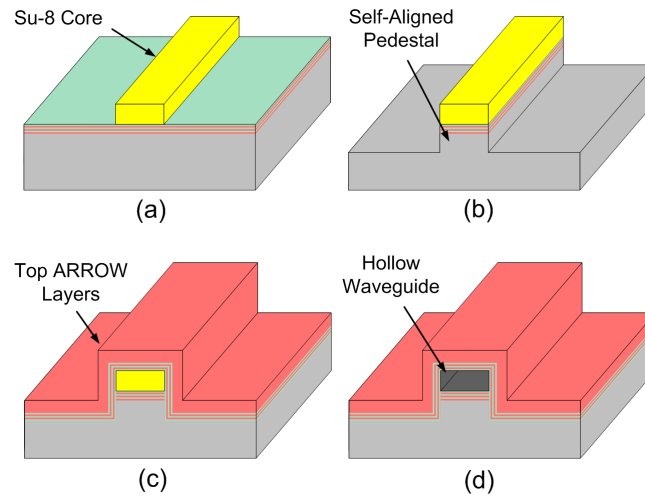 Su-8 Core
Self-Aligned
Pedestal
(a)
(b)
Top ARROW
Layers
Hollow
Waveguide
(c)
(d)